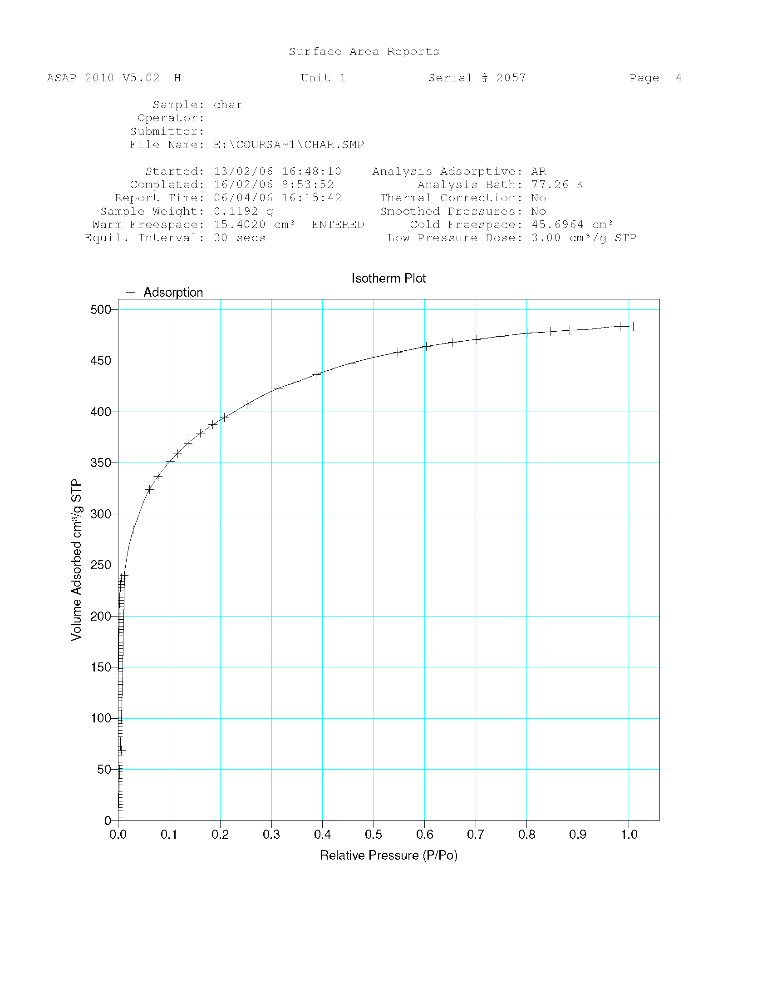 Surface Area Reports
ASAP 2010 V5.02 H Unit 1 Serial # 2057 Page 4
Sample: char
Operator:
Submitter:
File Name: E:\COURSA~1\CHAR.SMP
Started: 13/02/06 16:48:10 Analysis Adsorptive: AR
Completed: 16/02/06 8:53:52 Analysis Bath: 77.26 K
Report Time: 06/04/06 16:15:42 Thermal Correction: No
Sample Weight: 0.1192 g Smoothed Pressures: No
Warm Freespace: 15.4020 cm³ ENTERED Cold Freespace: 45.6964 cm³
Equil. Interval: 30 secs Low Pressure Dose: 3.00 cm³/g STP
Isotherm Plot
+ Adsorption
500
450
400
350
300
250
200
150
100
50
0
Volume Adsorbed cm³/g STP
0.0 0.1 0.2 0.3 0.4 0.5 0.6 0.7 0.8 0.9 1.0
Relative Pressure (P/Po)